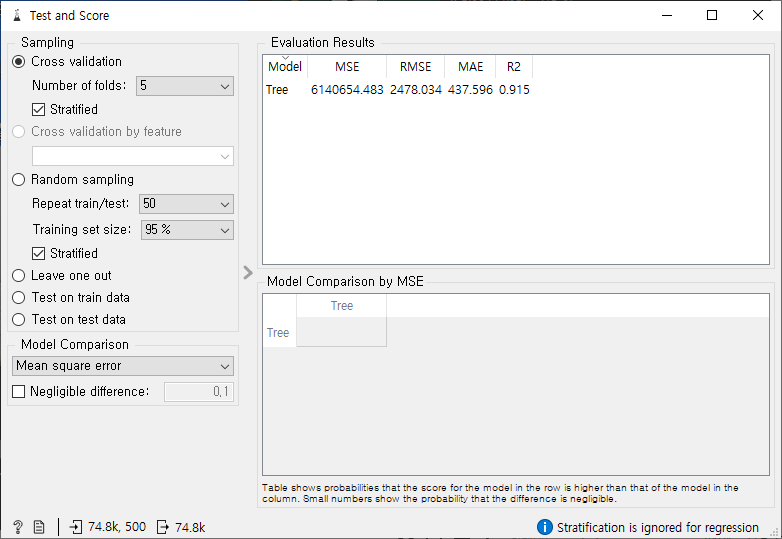 Test and Score
Sampling
Cross validation
Number of folds: 5
Stratified
Cross validation by feature
Random sampling
Repeat train/test: 50
Training set size: 95 %
Stratified
Leave one out
Test on train data
Test on test data
Model Comparison
Mean square error
Negligible difference: 0,1
Evaluation Results
Model MSE RMSE MAE R2
Tree 6140654.483 2478.034 437.596 0.915
Model Comparison by MSE
Tree
Tree
Table shows probabilities that the score for the model in the row is higher than that of the model in the
column. Small numbers show the probability that the difference is negligible.
? 74.8k, 500 74.8k
Stratification is ignored for regression